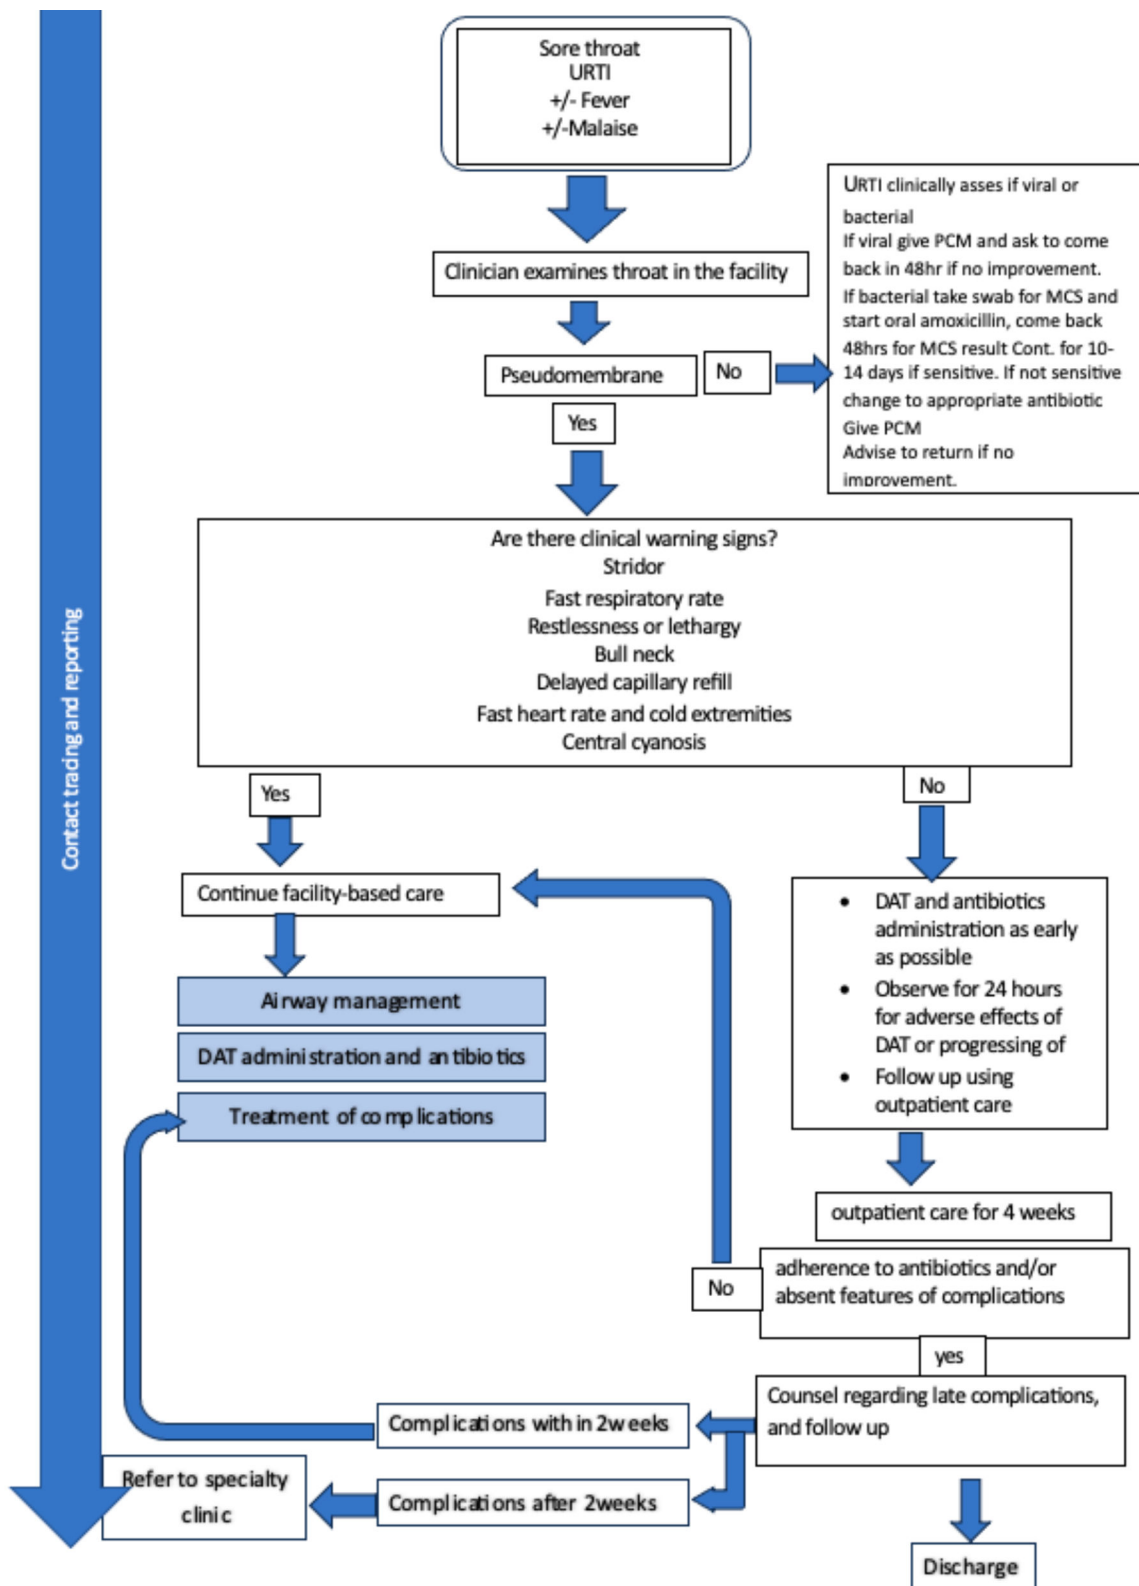 Sore throat
URTI
+/- Fever
+/-Malaise
Clinician examines throat in the facility
Pseudomembrane
No
URTI clinically asses if viral or
bacterial
If viral give PCM and ask to come
back in 48hr if no improvement.
If bacterial take swab for MCS and
start oral amoxicillin, come back
48hrs for MCS result Cont. for 10-
14 days if sensitive. If not sensitive
change to appropriate antibiotic
Give PCM
Advise to return if no
improvement.
Yes
Are there clinical warning signs?
Stridor
Fast respiratory rate
Restlessness or lethargy
Bull neck
Delayed capillary refill
Fast heart rate and cold extremities
Central cyanosis
Contact trading and reporting
Yes
No
Continue facility-based care
Airway management
DAT administration and antibiotics
Treatment of complications
• DAT and antibiotics
administration as early
as possible
• Observe for 24 hours
for adverse effects of
DAT or progressing of
• Follow up using
outpatient care
outpatient care for 4 weeks
No
adherence to antibiotics and/or
absent features of complications
yes
Counsel regarding late complications,
and follow up
Complications with in 2weeks
Complications after 2weeks
Refer to specialty
clinic
Discharge